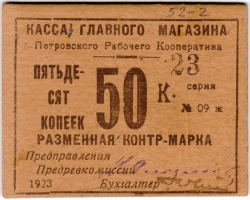 52-2
КАССА ГЛАВНОГО МАГАЗИНА
Петровского Рабочего Кооператива
ПЯТЬДЕ-
СЯТ
КОПЕЕК
50 К.
23
серия
№ 09 ж
РАЗМЕННАЯ КОНТР-МАРКА
Предправления
Предревкомиссии
1923 Бухгалтер